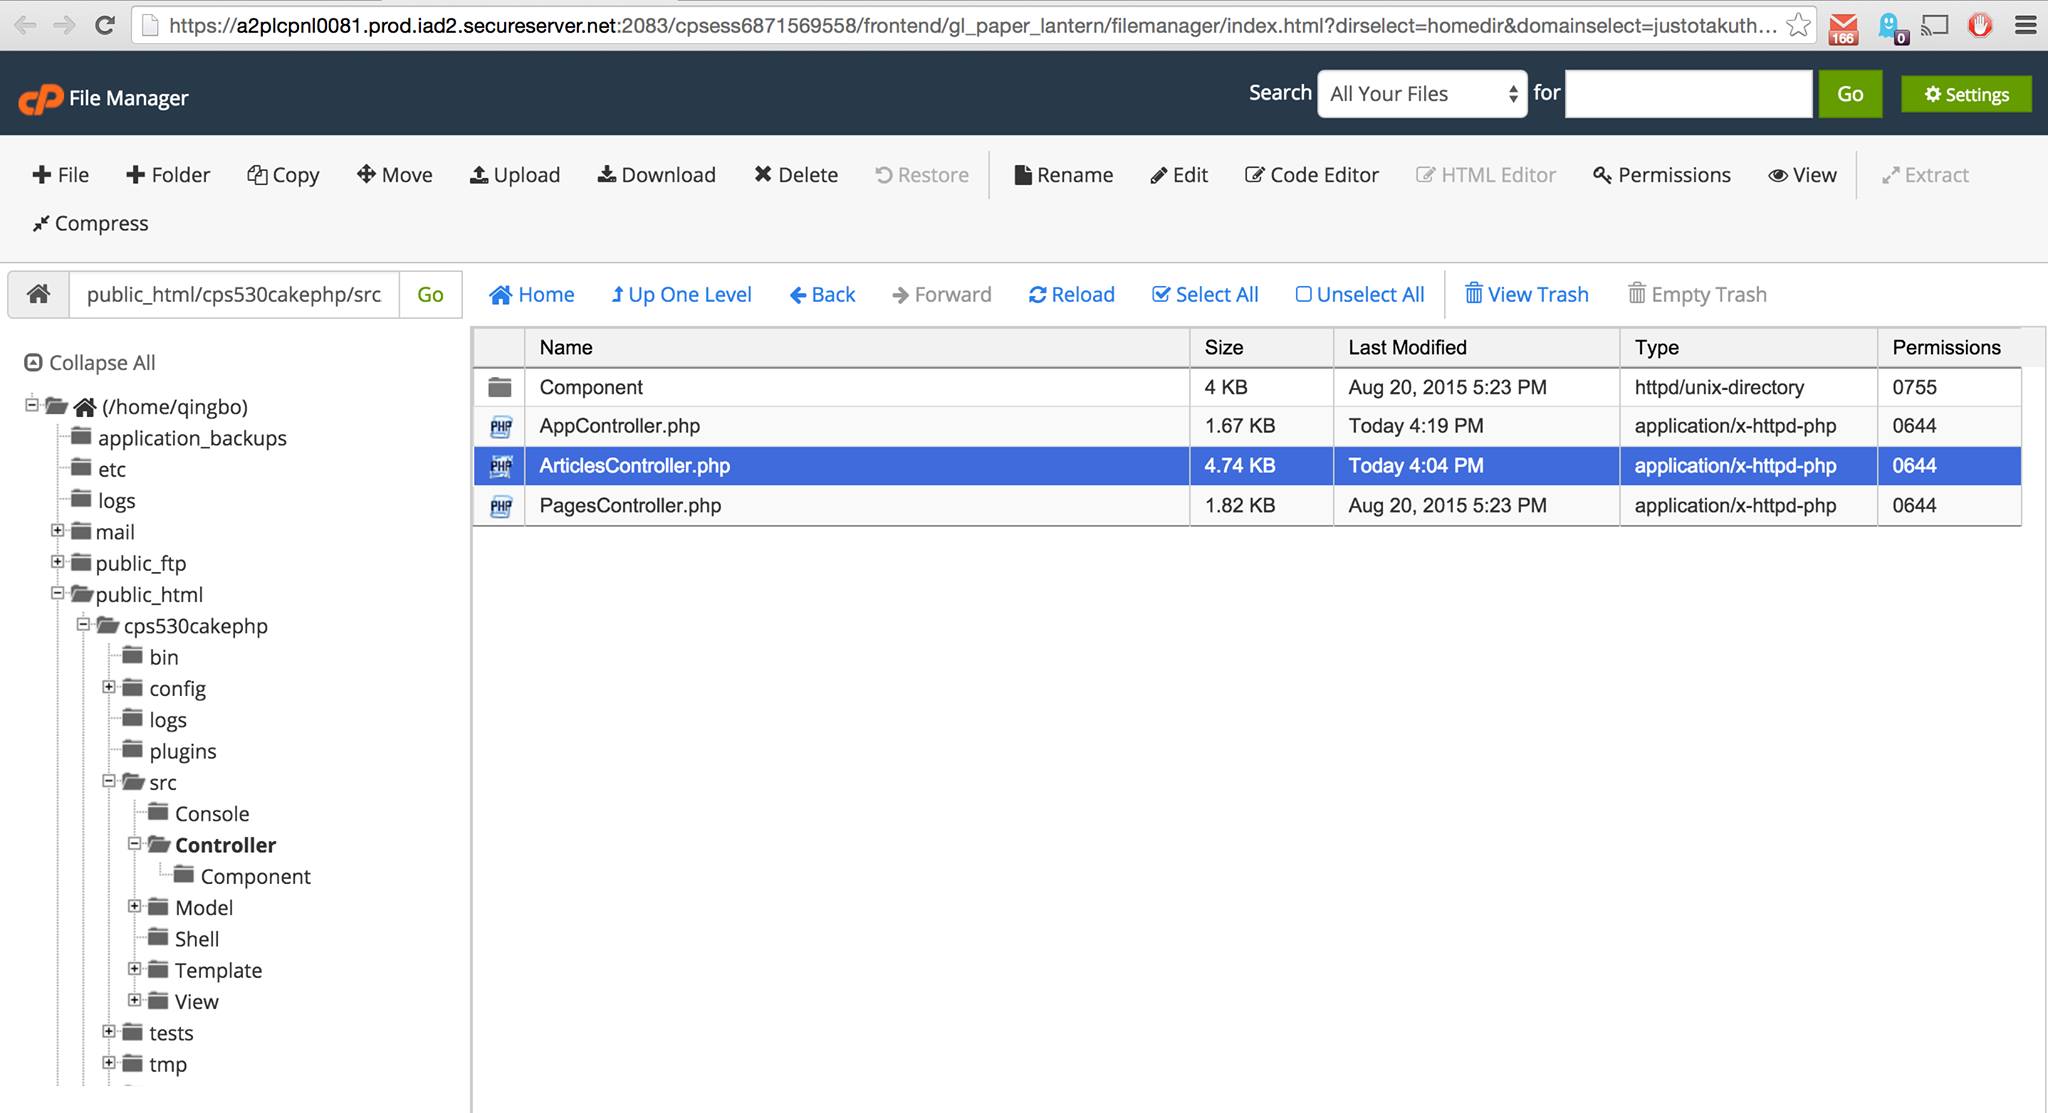 https://a2plcpnl0081.prod.iad2.secureserver.net:2083/cpsess6871569558/frontend/gl_paper_lantern/filemanager/index.html?dirselect=homedir&domainselect=justotakuth...
166
0
cP File Manager
Search All Your Files for Go Settings
File Folder Copy Move Upload Download Delete Restore Rename Edit Code Editor HTML Editor Permissions View Extract
Compress
public_html/cps530cakephp/src Go Home Up One Level Back Forward Reload Select All Unselect All View Trash Empty Trash
Collapse All
(/home/qingbo)
application_backups
etc
logs
mail
public_ftp
public_html
cps530cakephp
bin
config
logs
plugins
src
Console
Controller
Component
Model
Shell
Template
View
tests
tmp
Name Size Last Modified Type Permissions
Component 4 KB Aug 20, 2015 5:23 PM httpd/unix-directory 0755
PHP AppController.php 1.67 KB Today 4:19 PM application/x-httpd-php 0644
PHP ArticlesController.php 4.74 KB Today 4:04 PM application/x-httpd-php 0644
PHP PagesController.php 1.82 KB Aug 20, 2015 5:23 PM application/x-httpd-php 0644